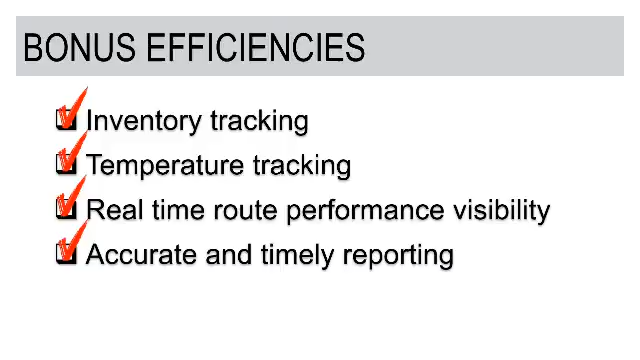 BONUS EFFICIENCIES
Inventory tracking
Temperature tracking
Real time route performance visibility
Accurate and timely reporting